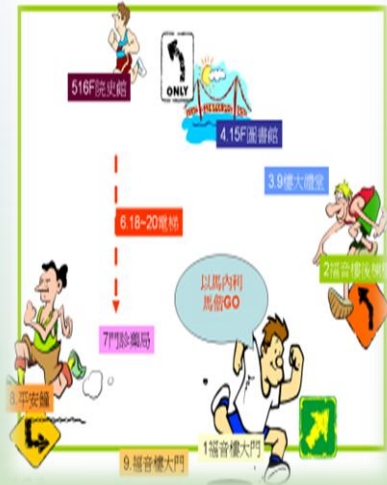 516F院史館
ONLY
4.15F圖書館
3.9樓大禮堂
6.18~20電梯
2福音樓後棟
以馬內利
馬偕GO
7門診藥局
8.平安鐘
1福音樓大門
9.福音樓大門